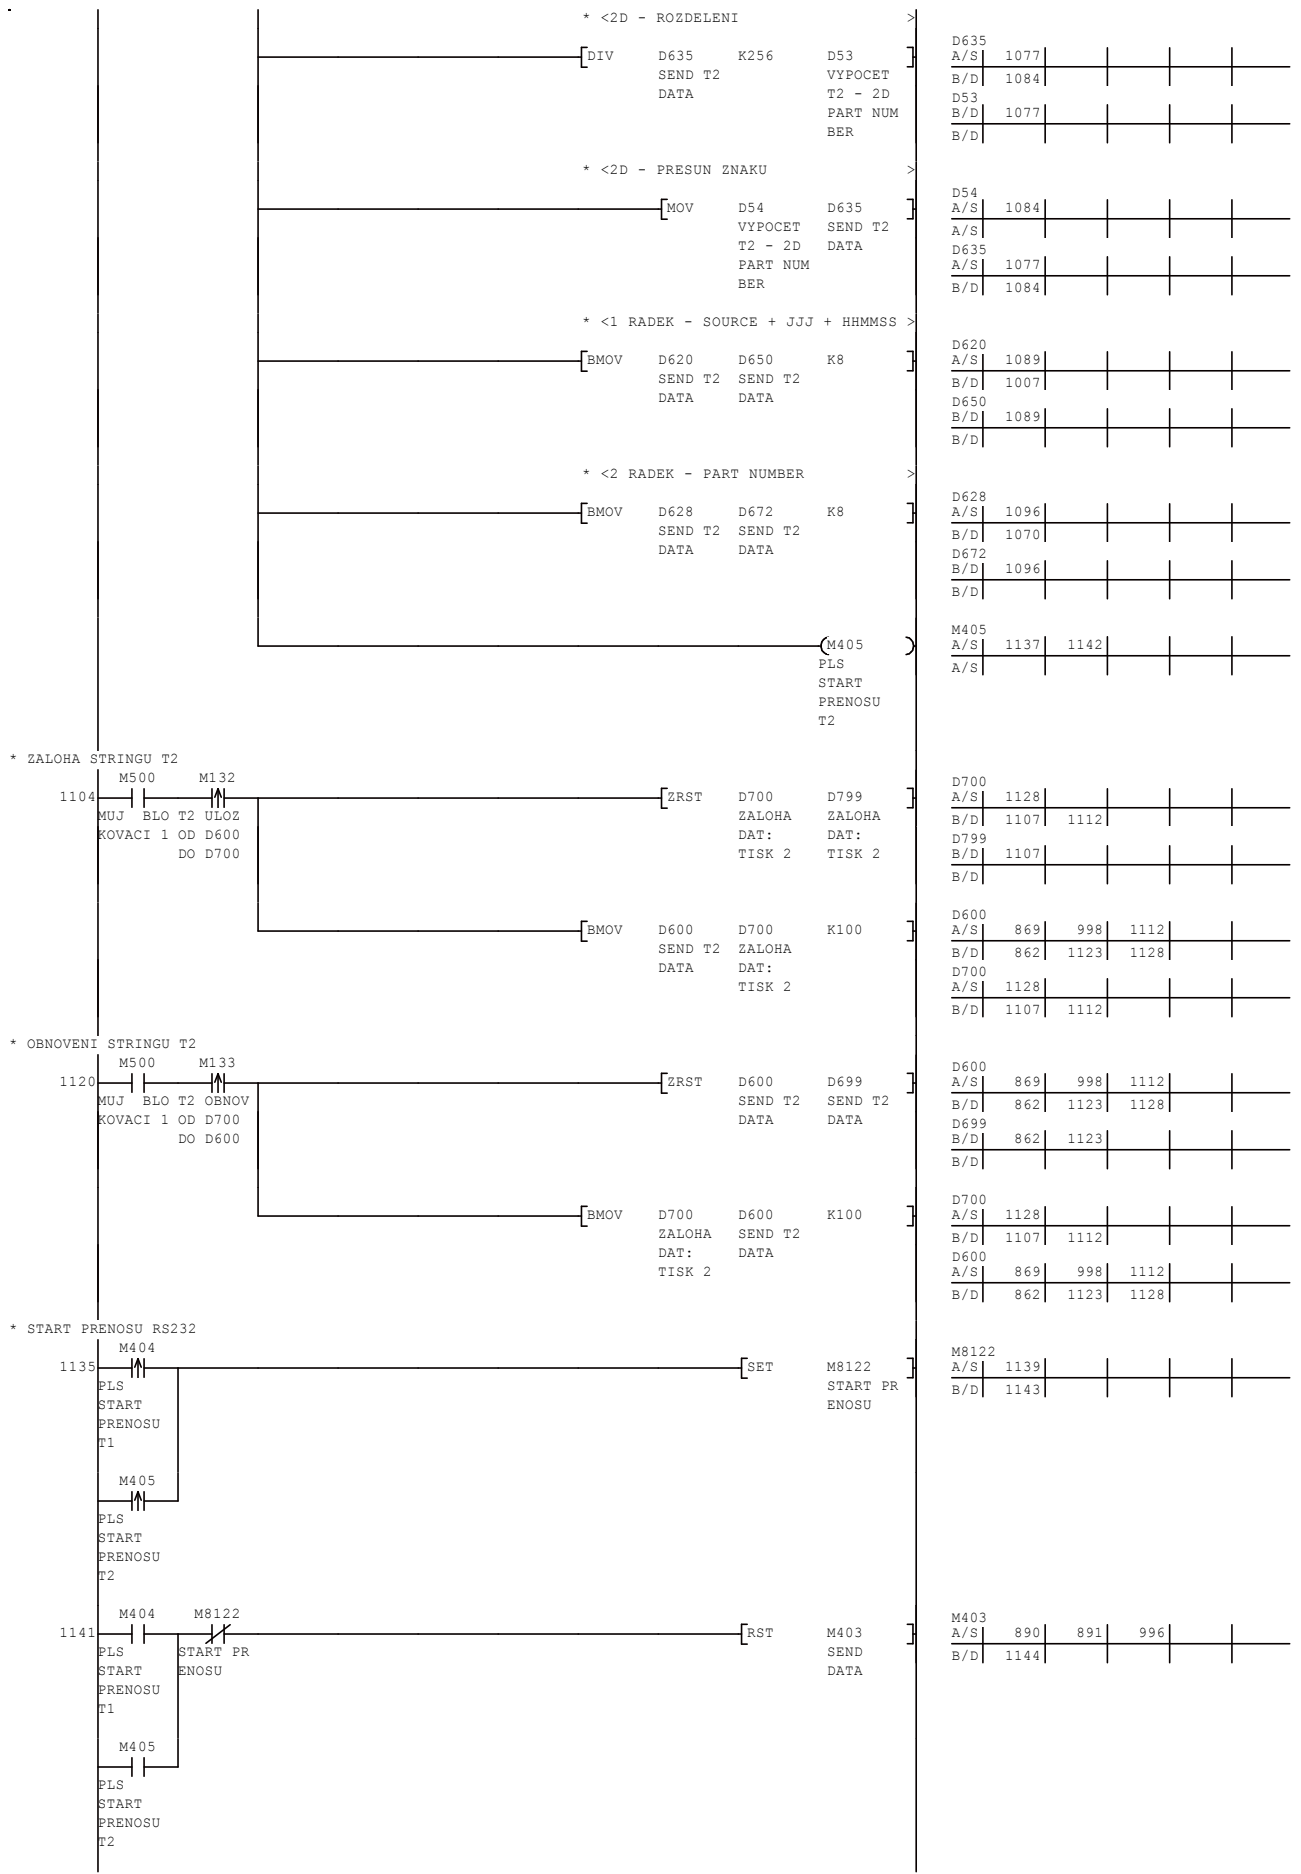 * <2D - ROZDELENI >
DIV D635 K256 D53
SEND T2 VYPOCET
DATA T2 - 2D
PART NUM
BER
D635
A/S 1077
B/D 1084
D53
B/D 1077
B/D
* <2D - PRESUN ZNAKU >
MOV D54 D635
VYPOCET SEND T2
T2 - 2D DATA
PART NUM
BER
D54
A/S 1084
A/S
D635
A/S 1077
B/D 1084
* <1 RADEK - SOURCE + JJJ + HHMMSS >
BMOV D620 D650 K8
SEND T2 SEND T2
DATA DATA
D620
A/S 1089
B/D 1007
D650
B/D 1089
B/D
* <2 RADEK - PART NUMBER >
BMOV D628 D672 K8
SEND T2 SEND T2
DATA DATA
D628
A/S 1096
B/D 1070
D672
B/D 1096
B/D
M405
PLS
START
PRENOSU
T2
M405
A/S 1137 1142
A/S
* ZALOHA STRINGU T2
M500 M132
1104
MUJ BLO T2 ULOZ
KOVACI 1 OD D600
DO D700
ZRST D700 D799
ZALOHA ZALOHA
DAT: DAT:
TISK 2 TISK 2
D700
A/S 1128
B/D 1107 1112
D799
B/D 1107
B/D
BMOV D600 D700 K100
SEND T2 ZALOHA
DATA DAT:
TISK 2
D600
A/S 869 998 1112
B/D 862 1123 1128
D700
A/S 1128
B/D 1107 1112
* OBNOVENI STRINGU T2
M500 M133
1120
MUJ BLO T2 OBNOV
KOVACI 1 OD D700
DO D600
ZRST D600 D699
SEND T2 SEND T2
DATA DATA
D600
A/S 869 998 1112
B/D 862 1123 1128
D699
B/D 862 1123
B/D
BMOV D700 D600 K100
ZALOHA SEND T2
DAT: DATA
TISK 2
D700
A/S 1128
B/D 1107 1112
D600
A/S 869 998 1112
B/D 862 1123 1128
* START PRENOSU RS232
M404
1135
PLS
START
PRENOSU
T1
SET M8122
START PR
ENOSU
M8122
A/S 1139
B/D 1143
M405
PLS
START
PRENOSU
T2
M404 M8122
1141
PLS START PR
START ENOSU
PRENOSU
T1
RST M403
SEND
DATA
M403
A/S 890 891 996
B/D 1144
M405
PLS
START
PRENOSU
T2